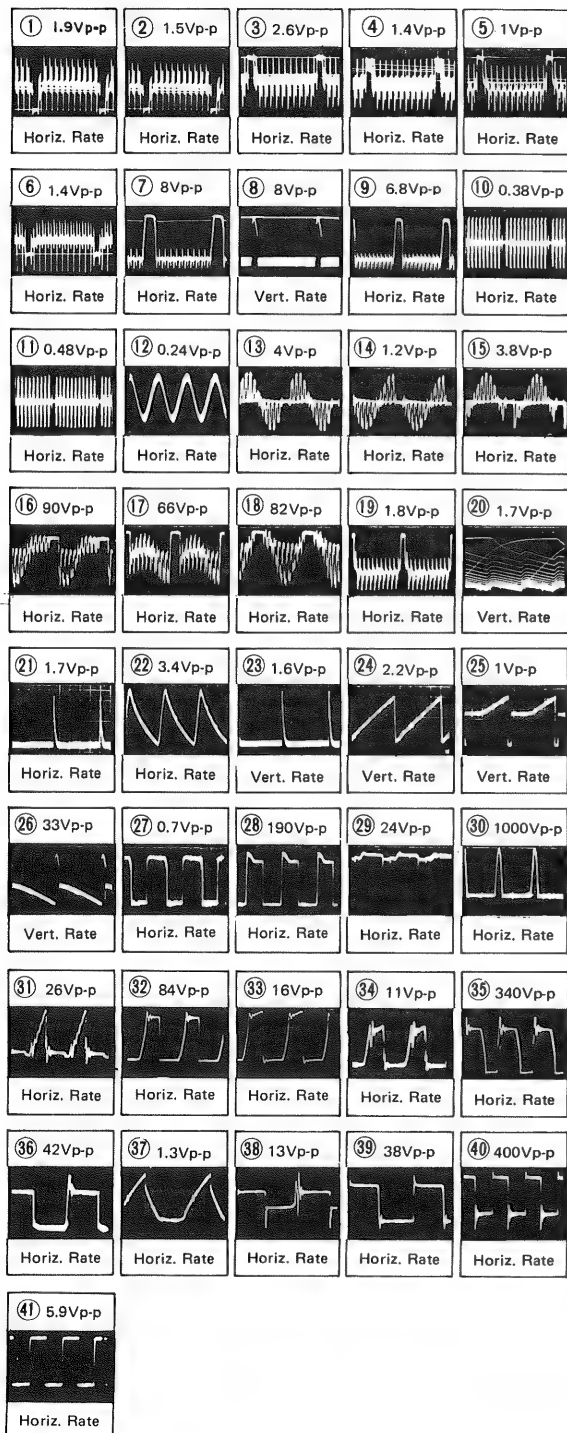 ① 1.9Vp-p ② 1.5Vp-p ③ 2.6Vp-p ④ 1.4Vp-p ⑤ 1Vp-p
Horiz. Rate Horiz. Rate Horiz. Rate Horiz. Rate Horiz. Rate
⑥ 1.4Vp-p ⑦ 8Vp-p ⑧ 8Vp-p ⑨ 6.8Vp-p ⑩ 0.38Vp-p
Horiz. Rate Horiz. Rate Vert. Rate Horiz. Rate Horiz. Rate
⑪ 0.48Vp-p ⑫ 0.24Vp-p ⑬ 4Vp-p ⑭ 1.2Vp-p ⑮ 3.8Vp-p
Horiz. Rate Horiz. Rate Horiz. Rate Horiz. Rate Horiz. Rate
⑯ 90Vp-p ⑰ 66Vp-p ⑱ 82Vp-p ⑲ 1.8Vp-p ⑳ 1.7Vp-p
Horiz. Rate Horiz. Rate Horiz. Rate Horiz. Rate Vert. Rate
㉑ 1.7Vp-p ㉒ 3.4Vp-p ㉓ 1.6Vp-p ㉔ 2.2Vp-p ㉕ 1Vp-p
Horiz. Rate Horiz. Rate Vert. Rate Vert. Rate Vert. Rate
㉖ 33Vp-p ㉗ 0.7Vp-p ㉘ 190Vp-p ㉙ 24Vp-p ㉚ 1000Vp-p
Vert. Rate Horiz. Rate Horiz. Rate Horiz. Rate Horiz. Rate
㉛ 26Vp-p ㉜ 84Vp-p ㉝ 16Vp-p ㉞ 11Vp-p ㉟ 340Vp-p
Horiz. Rate Horiz. Rate Horiz. Rate Horiz. Rate Horiz. Rate
㊱ 42Vp-p ㊲ 1.3Vp-p ㊳ 13Vp-p ㊴ 38Vp-p ㊵ 400Vp-p
Horiz. Rate Horiz. Rate Horiz. Rate Horiz. Rate Horiz. Rate
㊶ 5.9Vp-p
Horiz. Rate